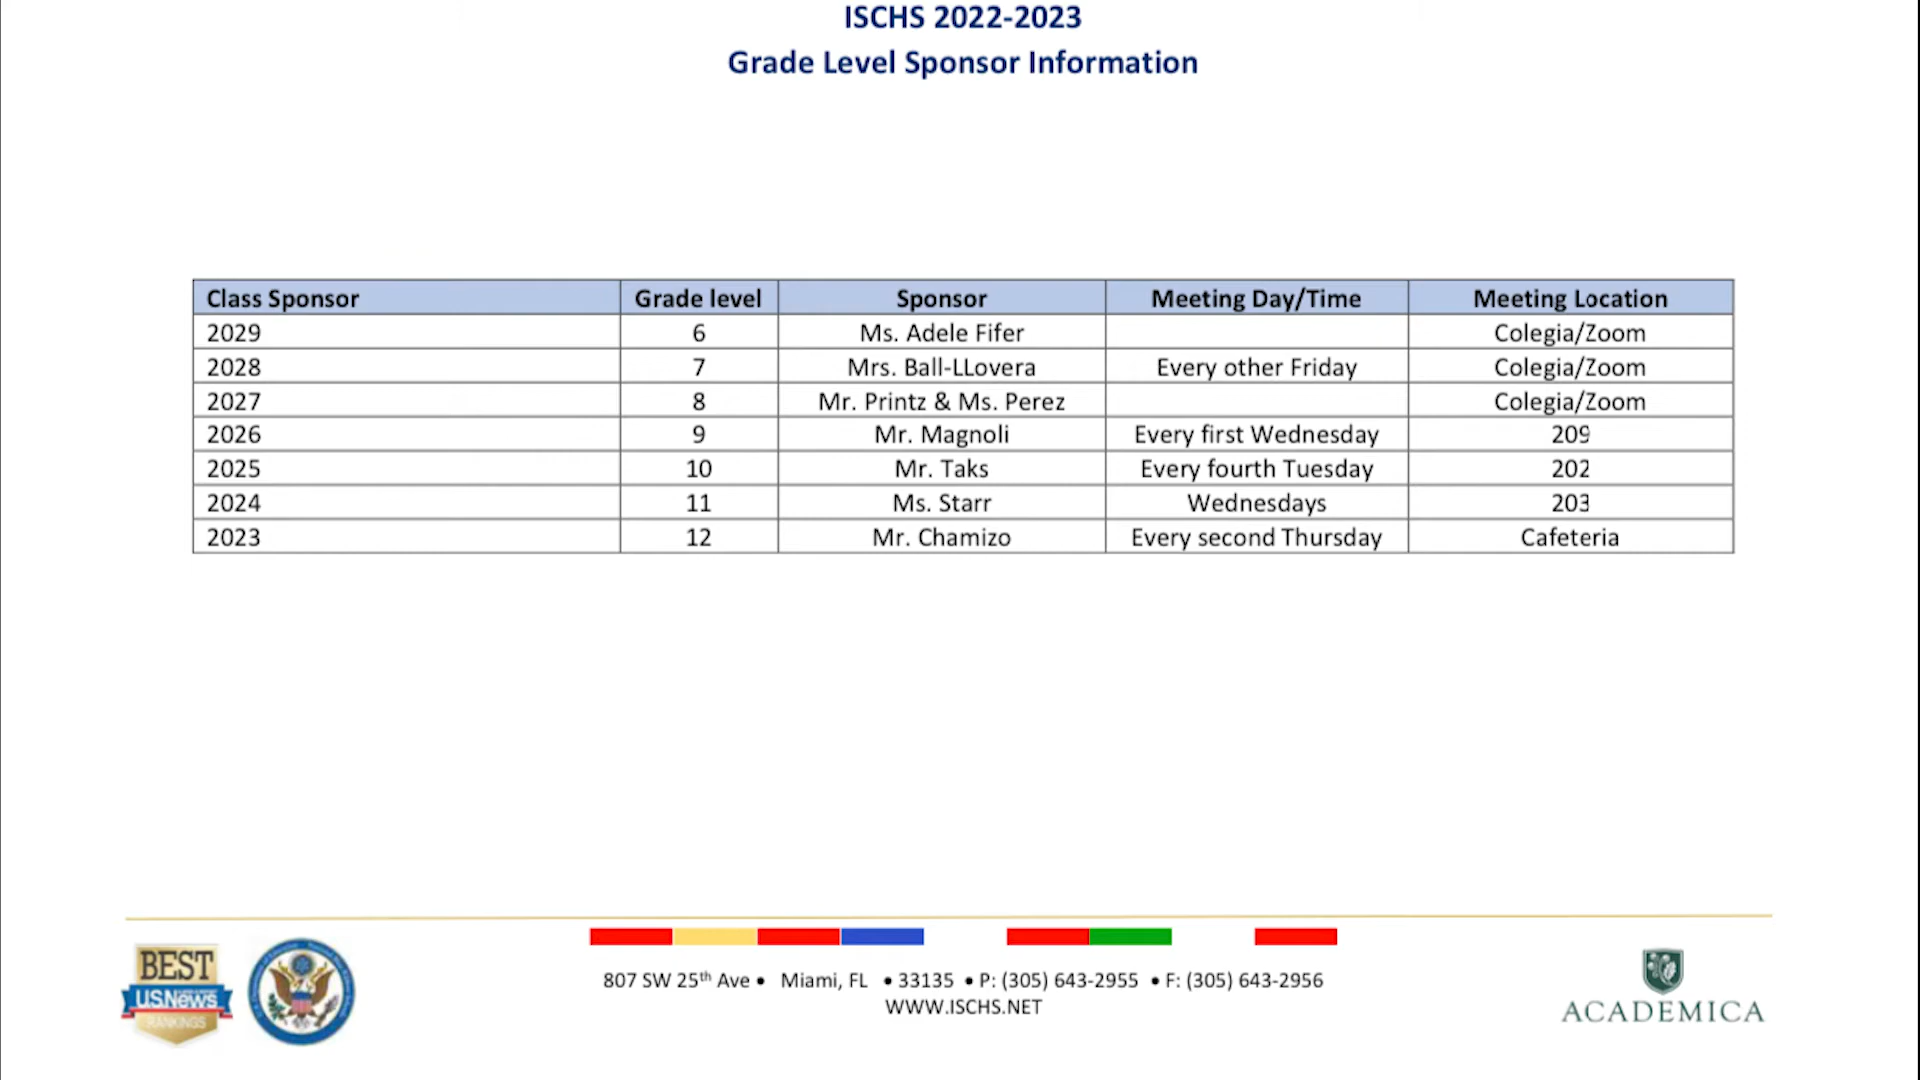 ISCHS 2022-2023
Grade Level Sponsor Information
Class Sponsor Grade level Sponsor Meeting Day/Time Meeting Location
2029 6 Ms. Adele Fifer Colegia/Zoom
2028 7 Mrs. Ball-LLovera Every other Friday Colegia/Zoom
2027 8 Mr. Printz & Ms. Perez Colegia/Zoom
2026 9 Mr. Magnoli Every first Wednesday 209
2025 10 Mr. Taks Every fourth Tuesday 202
2024 11 Ms. Starr Wednesdays 203
2023 12 Mr. Chamizo Every second Thursday Cafeteria
807 SW 25th Ave • Miami, FL • 33135 • P: (305) 643-2955 • F: (305) 643-2956
WWW.ISCHS.NET
BEST
U.S.News
RANKINGS
ACADEMICA